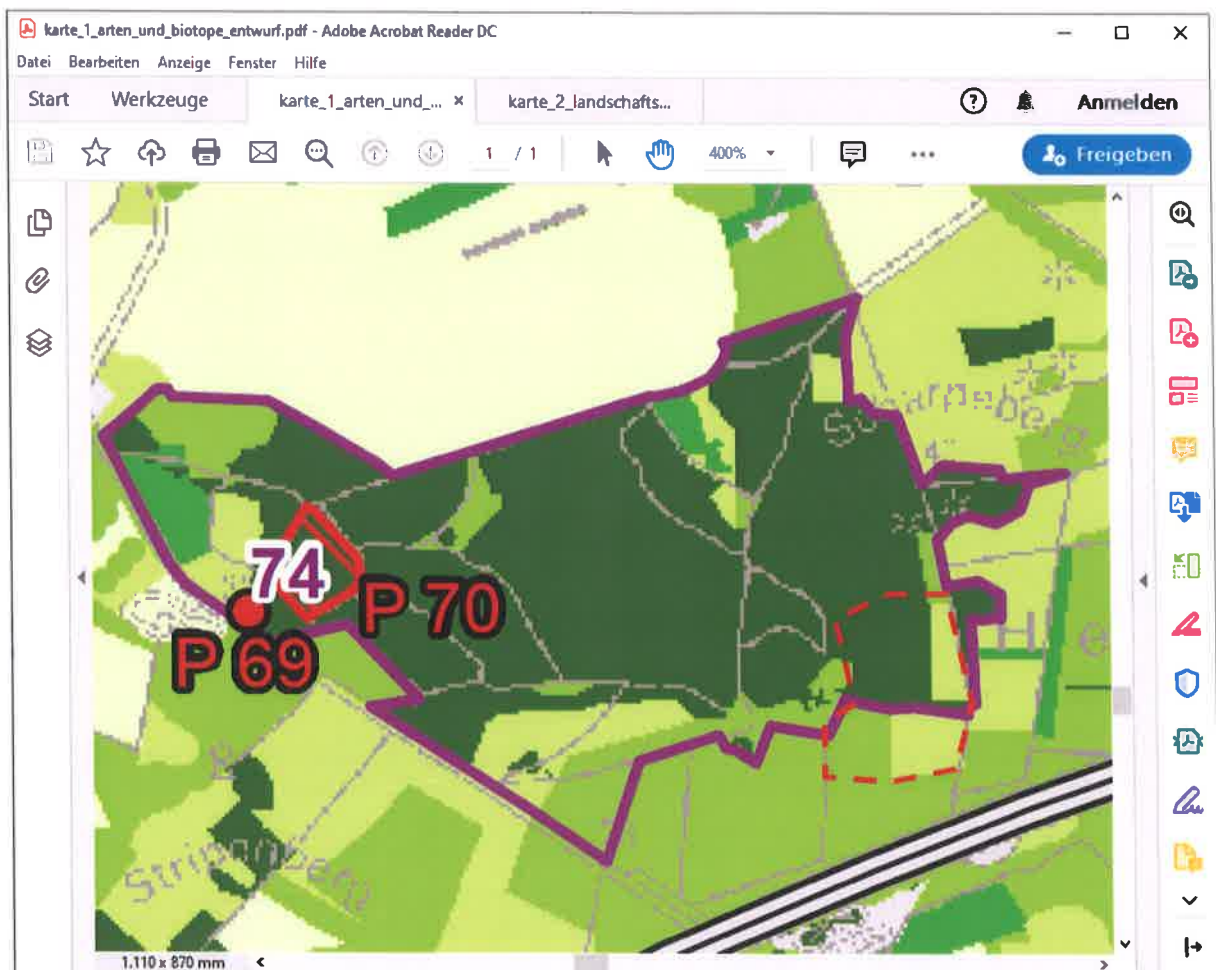 karte_1_arten_und_biotope_entwurf.pdf - Adobe Acrobat Reader DC
Datei Bearbeiten Anzeige Fenster Hilfe
Start Werkzeuge karte_1_arten_und_... × karte_2_landschafts... Anmelden
1 / 1 400% Freigeben
74
P 70
P 69
H e
1.110 x 870 mm